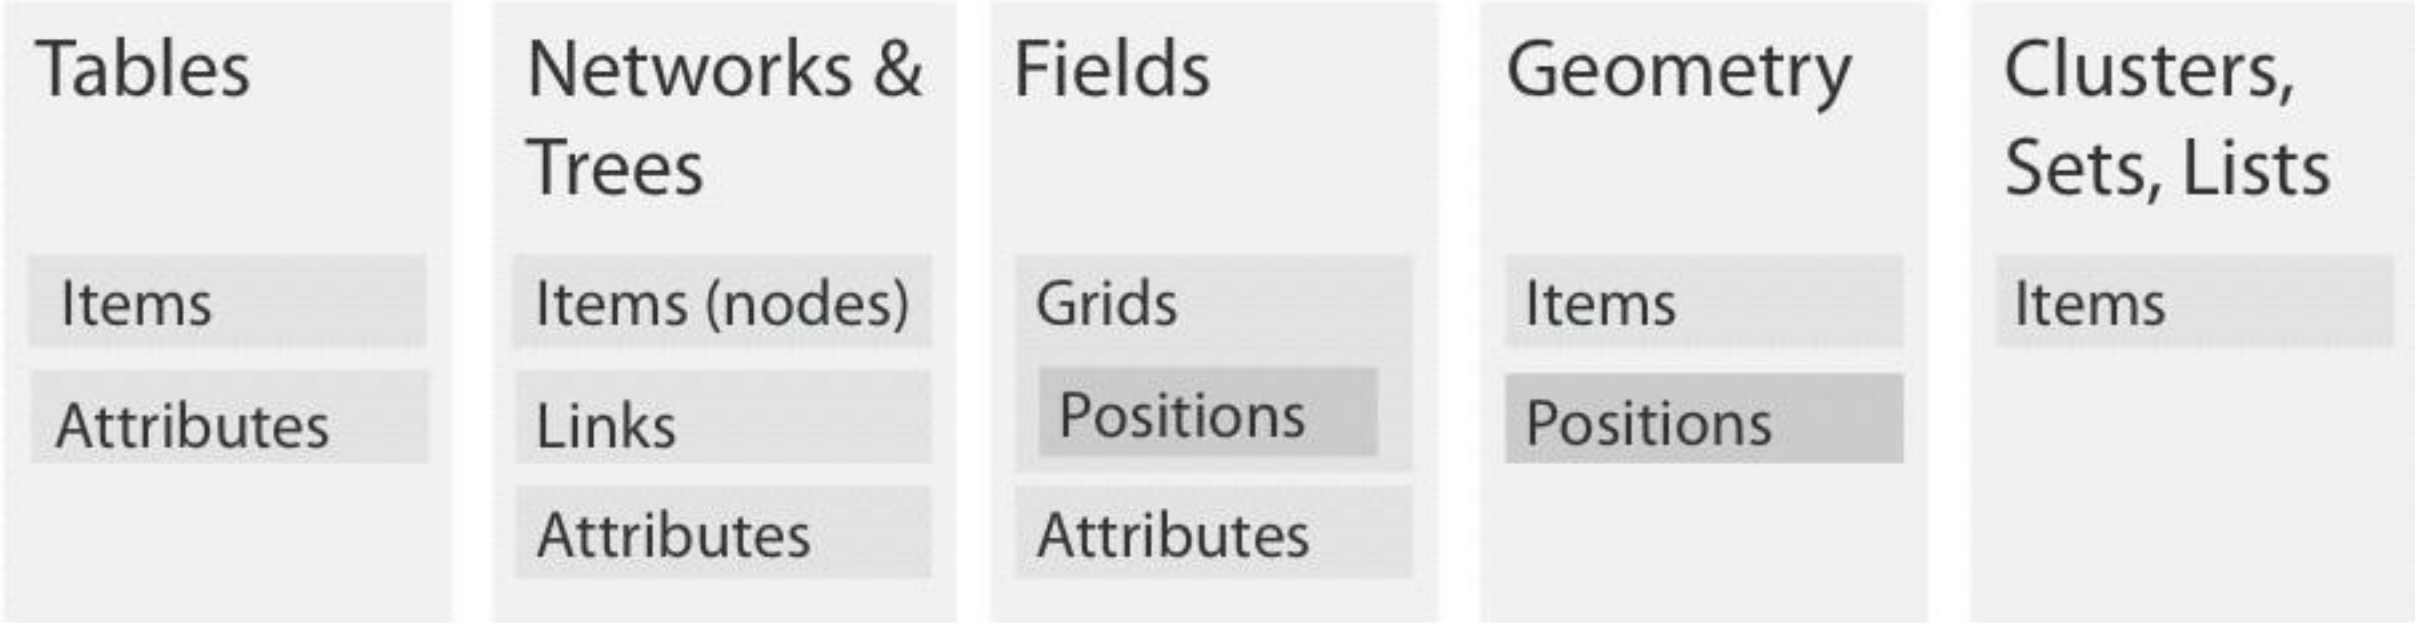 Tables
Items
Attributes
Networks &
Trees
Items (nodes)
Links
Attributes
Fields
Grids
Positions
Attributes
Geometry
Items
Positions
Clusters,
Sets, Lists
Items